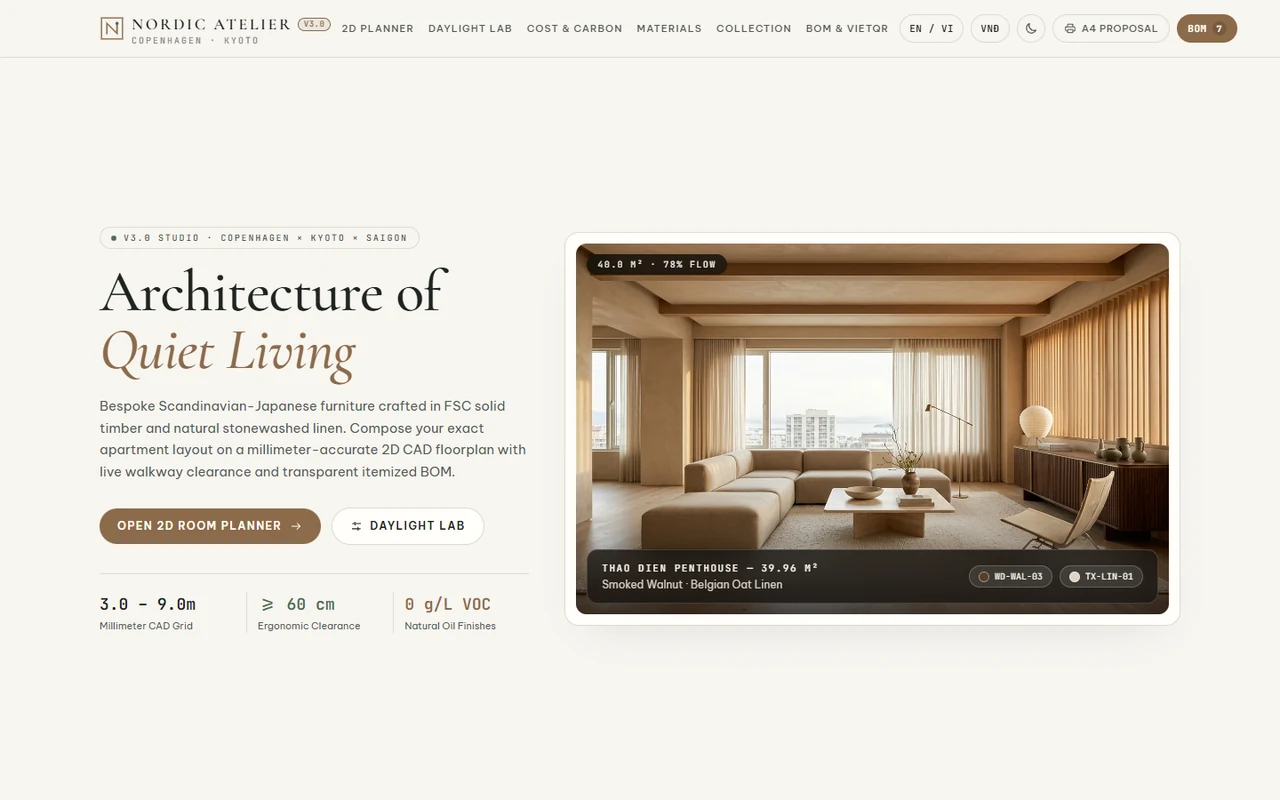 NORDIC ATELIER V3.0
COPENHAGEN · KYOTO
2D PLANNER
DAYLIGHT LAB
COST & CARBON
MATERIALS
COLLECTION
BOM & VIETQR
EN / VI
VNĐ
A4 PROPOSAL
BOM 7
V3.0 STUDIO · COPENHAGEN × KYOTO × SAIGON
Architecture of
Quiet Living
Bespoke Scandinavian-Japanese furniture crafted in FSC solid
timber and natural stonewashed linen. Compose your exact
apartment layout on a millimeter-accurate 2D CAD floorplan with
live walkway clearance and transparent itemized BOM.
OPEN 2D ROOM PLANNER →
DAYLIGHT LAB
3.0 – 9.0m
Millimeter CAD Grid
≥ 60 cm
Ergonomic Clearance
0 g/L VOC
Natural Oil Finishes
40.0 M² · 78% FLOW
THAO DIEN PENTHOUSE — 39.96 M²
Smoked Walnut · Belgian Oat Linen
WD-WAL-03
TX-LIN-01